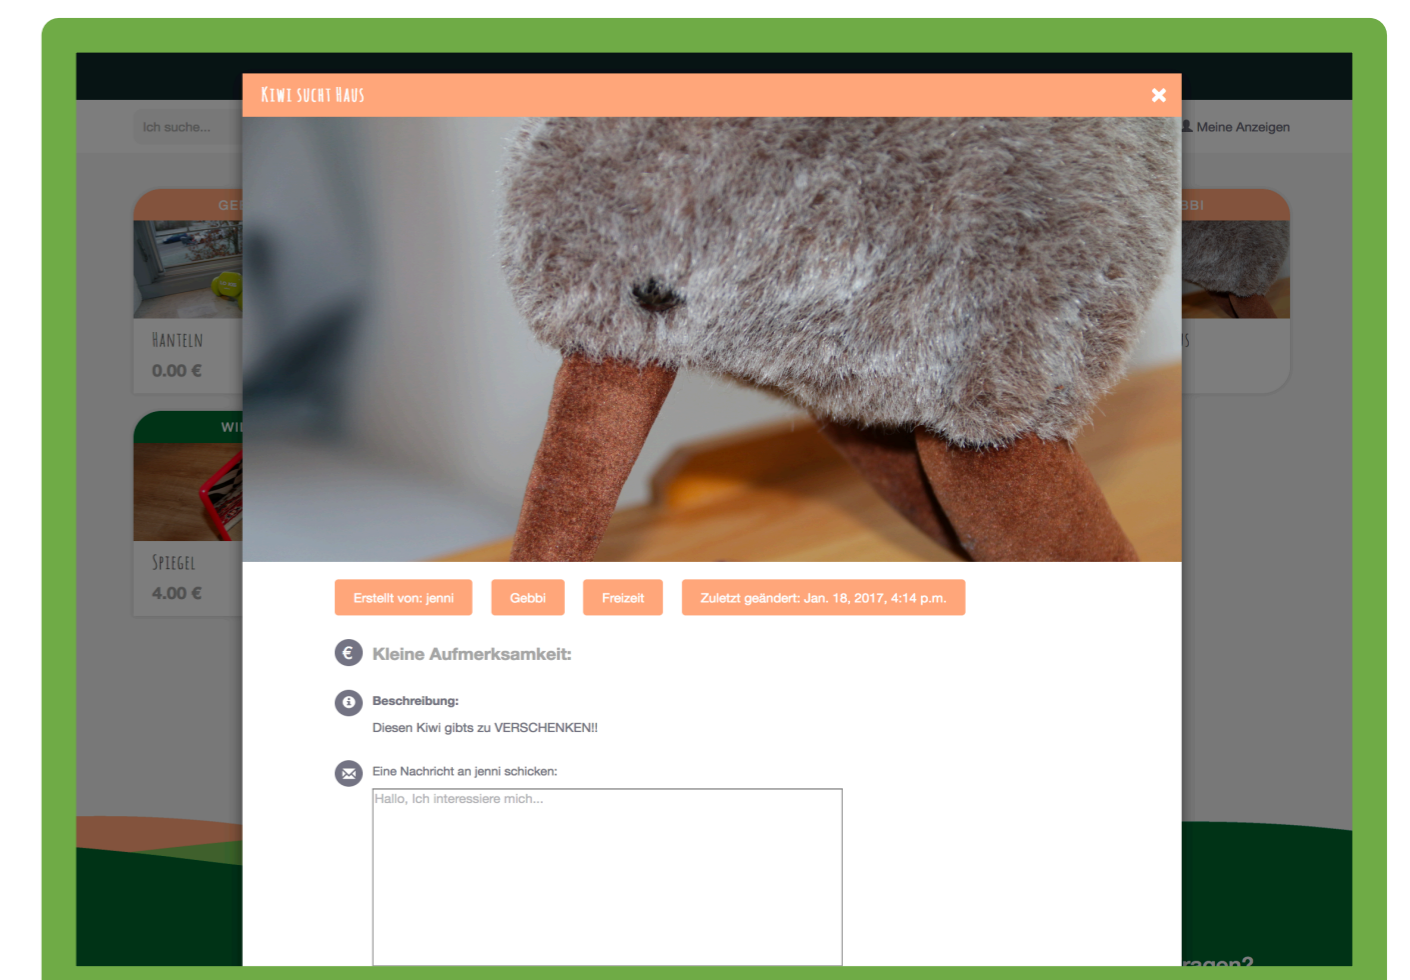 Kiwi sucht Haus
Ich suche...
Meine Anzeigen
Hanteln
0.00 €
Spiegel
4.00 €
Erstellt von: jenni
Gebbi
Freizeit
Zuletzt geändert: Jan. 18, 2017, 4:14 p.m.
€
Kleine Aufmerksamkeit:
Beschreibung:
Diesen Kiwi gibts zu VERSCHENKEN!!
Eine Nachricht an jenni schicken:
Hallo, Ich interessiere mich...